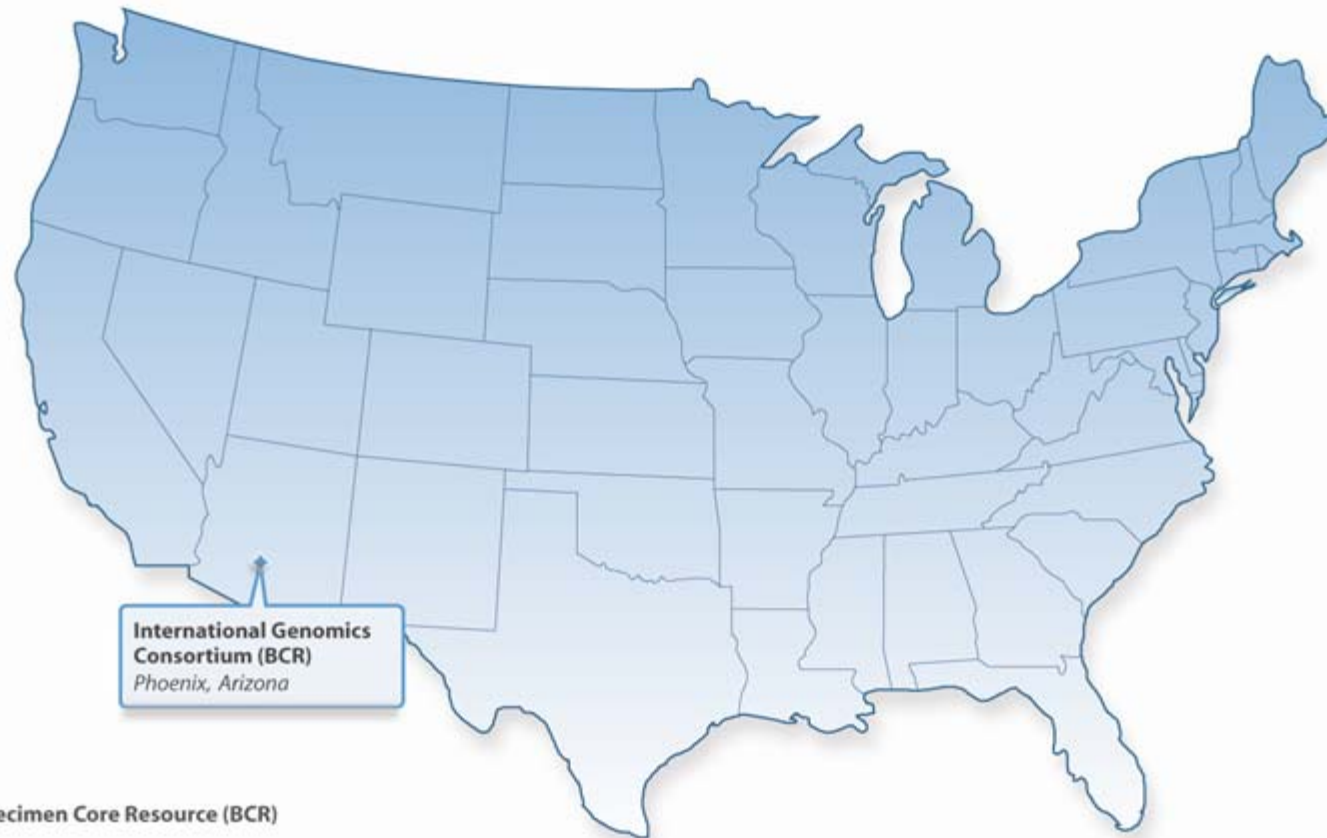 International Genomics
Consortium (BCR)
Phoenix, Arizona
ecimen Core Resource (BCR)